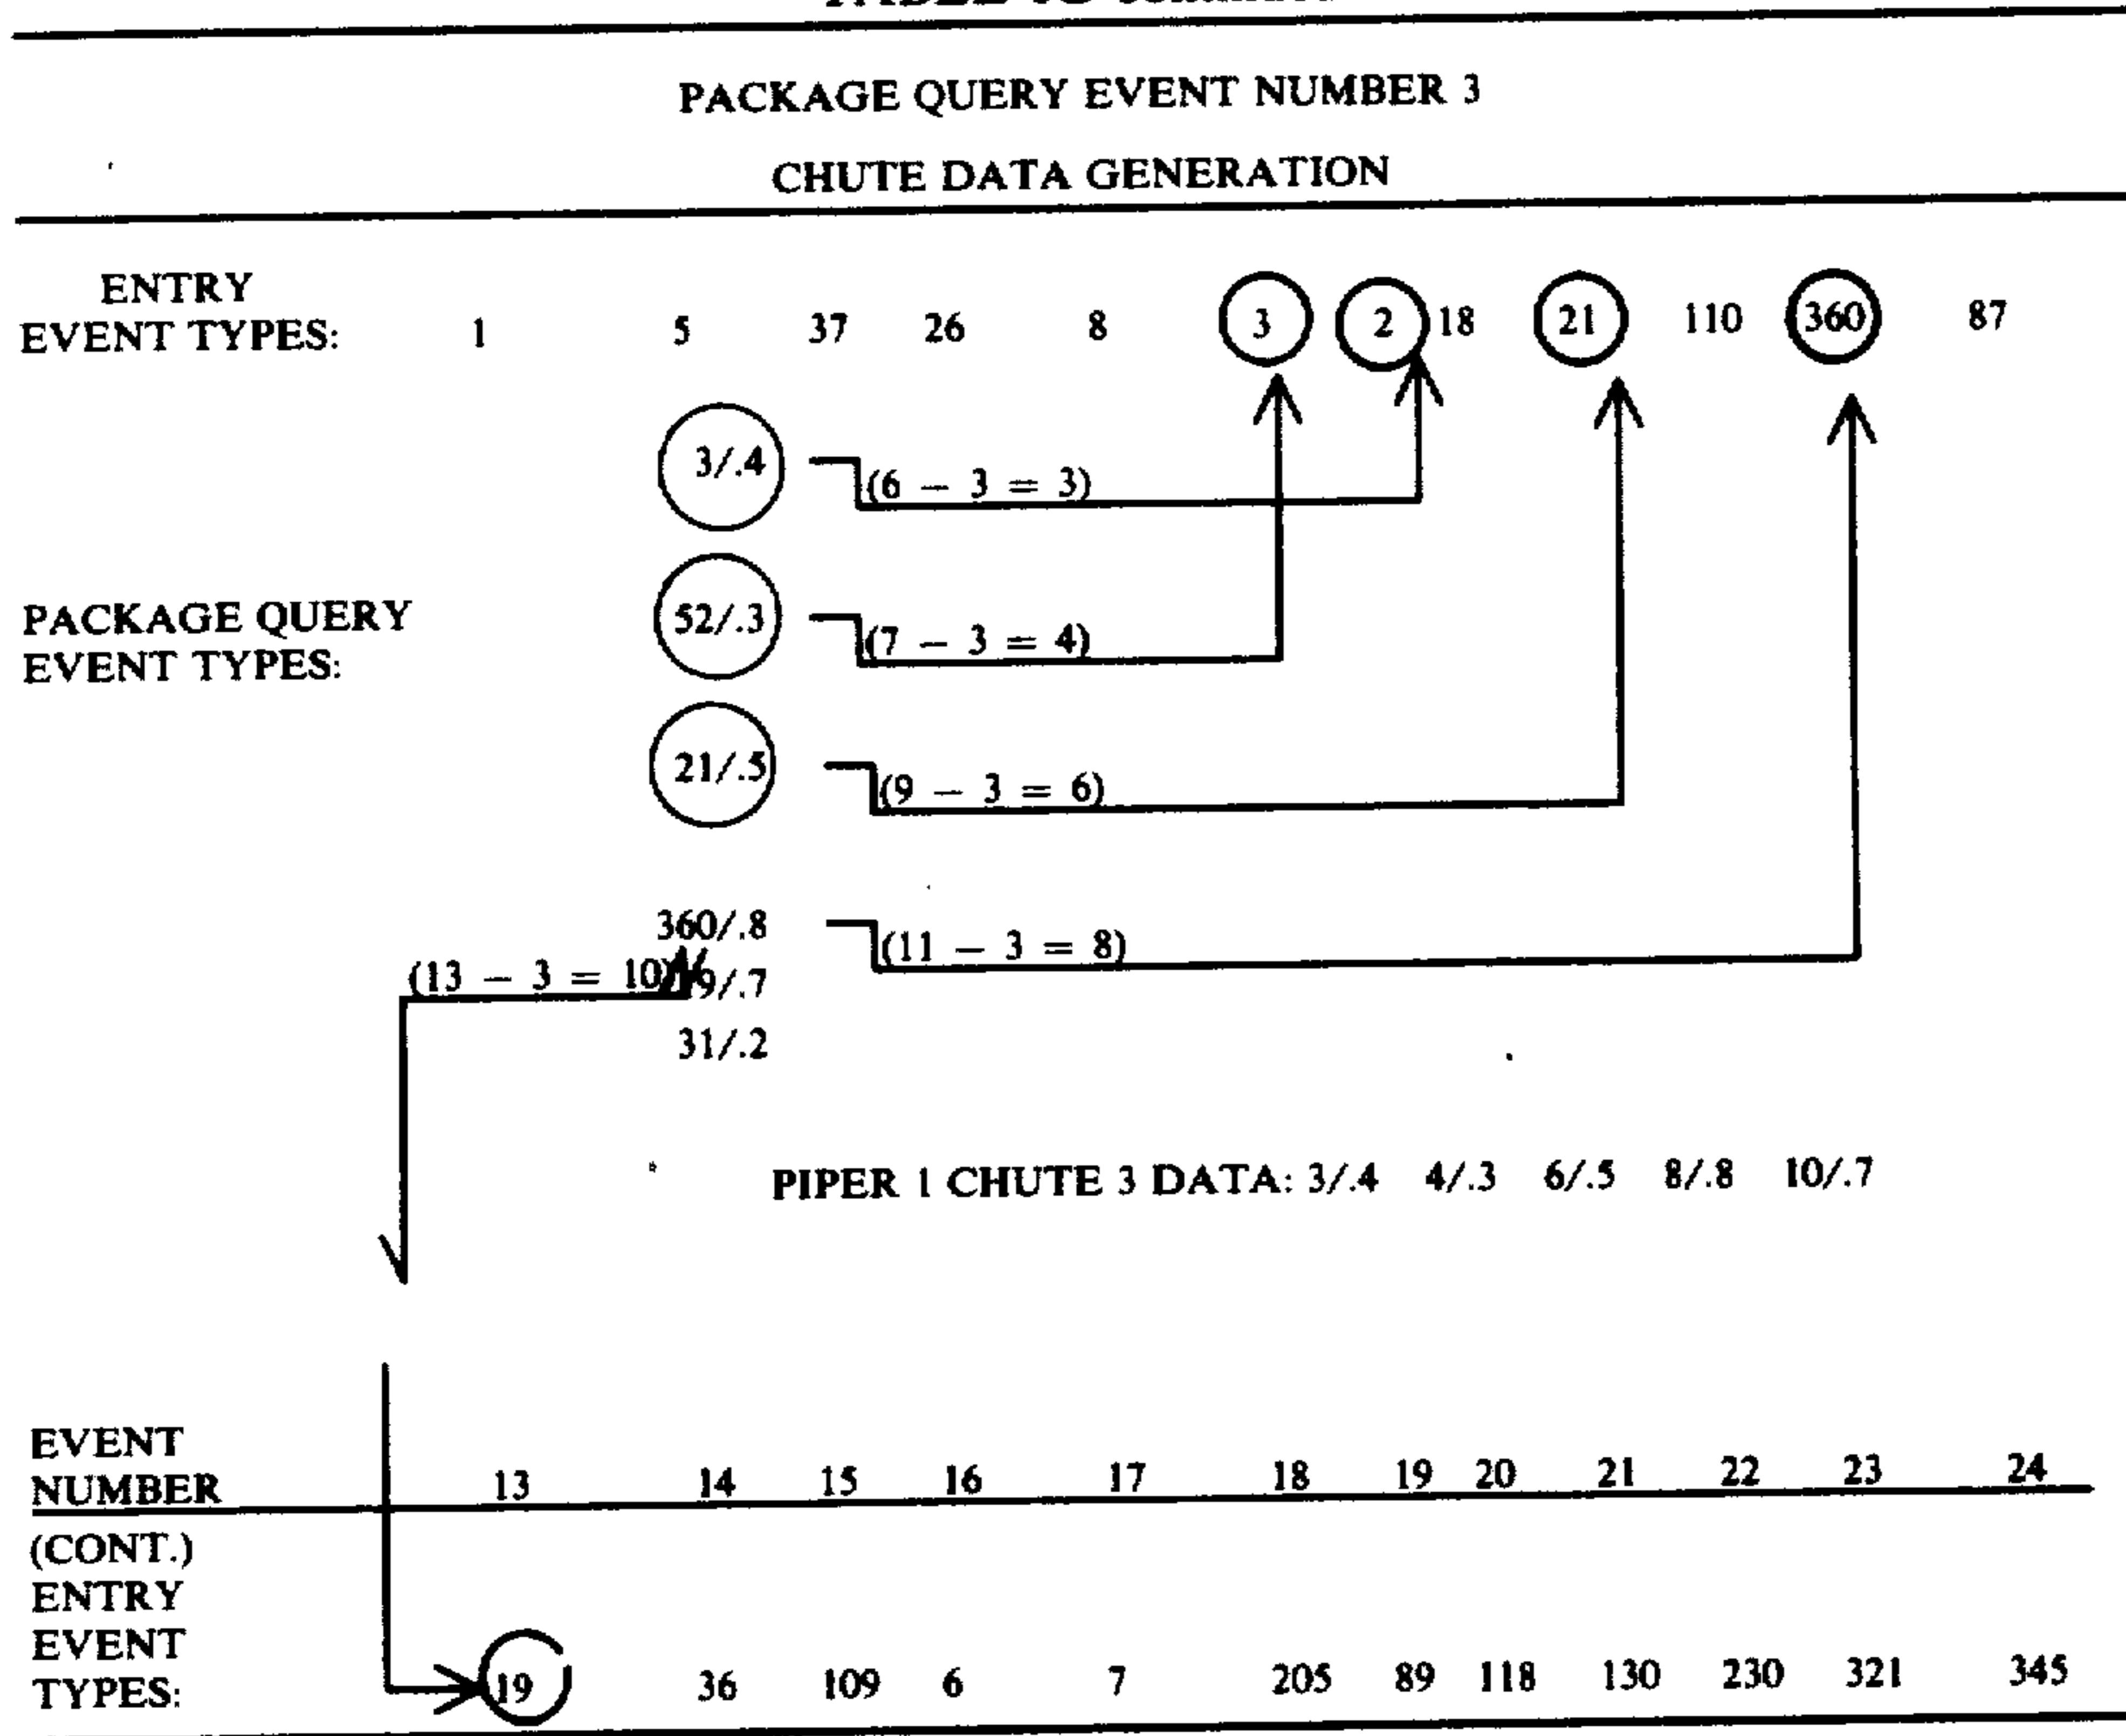 PACKAGE QUERY EVENT NUMBER 3
CHUTE DATA GENERATION
ENTRY
EVENT TYPES: 1 5 37 26 8 3 2 18 21 110 360 87
3/.4
(6 − 3 = 3)
PACKAGE QUERY
EVENT TYPES:
52/.3
(7 − 3 = 4)
21/.5
(9 − 3 = 6)
360/.8
(11 − 3 = 8)
(13 − 3 = 10) 9/.7
31/.2
PIPER 1 CHUTE 3 DATA: 3/.4 4/.3 6/.5 8/.8 10/.7
EVENT
NUMBER 13 14 15 16 17 18 19 20 21 22 23 24
(CONT.)
ENTRY
EVENT
TYPES: 19 36 109 6 7 205 89 118 130 230 321 345